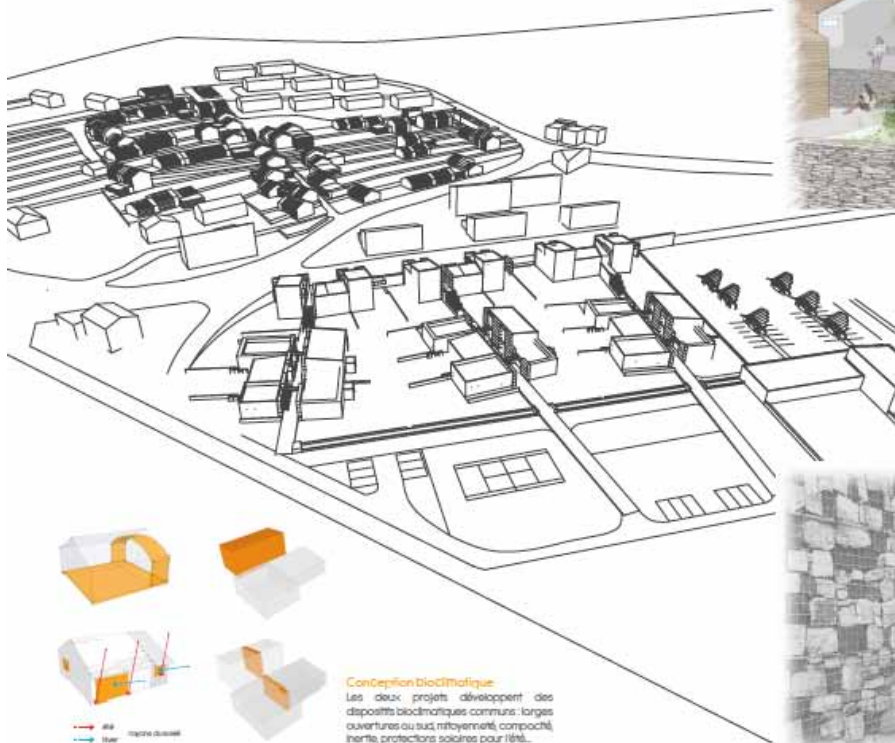 Conception bioclimatique
Les deux projets développent des
dispositifs bioclimatiques communs : larges
ouvertures au sud, mitoyenneté, compacité,
inertie, protections solaires pour l'été...
été
hiver
rayons du soleil